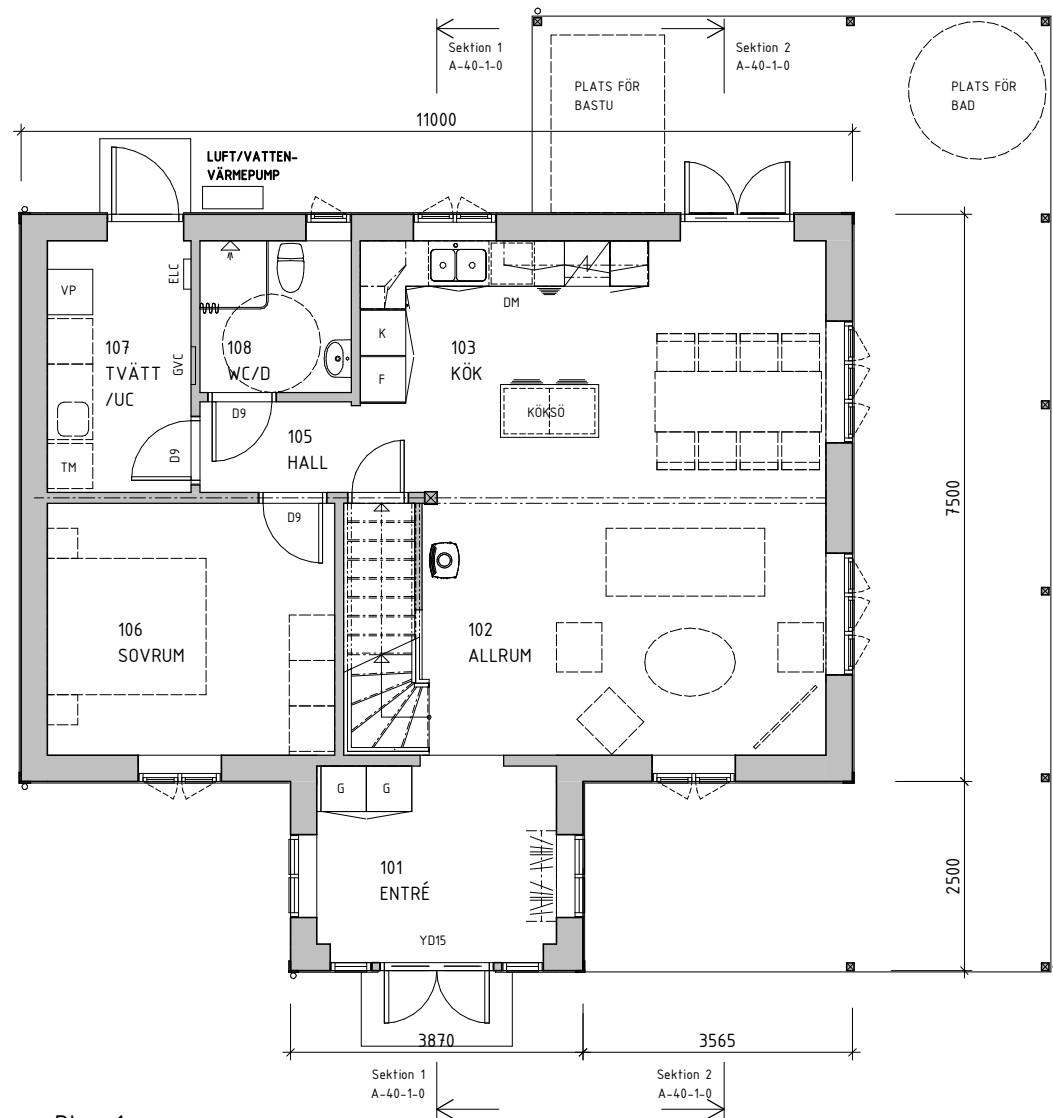 Sektion 1
A-40-1-0
Sektion 2
A-40-1-0
PLATS FÖR
BASTU
PLATS FÖR
BAD
11000
LUFT/VATTEN-
VÄRMEPUMP
VP
ELC
GVC
107
TVÄTT
/UC
108
WC/D
DM
K
F
103
KÖK
KÖKSÖ
D9
D9
TM
105
HALL
D9
7500
106
SOVRUM
102
ALLRUM
G
G
101
ENTRÉ
YD15
2500
3870
3565
Sektion 1
A-40-1-0
Sektion 2
A-40-1-0